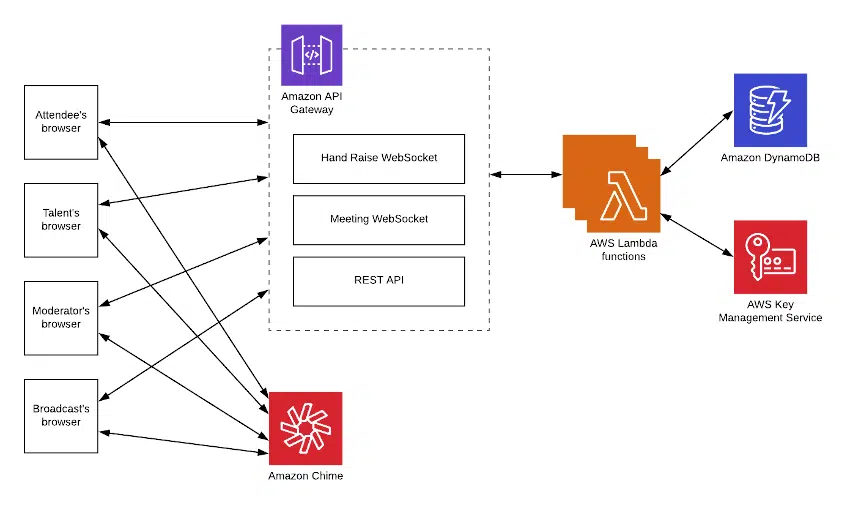 Amazon API
Gateway
Attendee's
browser
Talent's
browser
Moderator's
browser
Broadcast's
browser
Hand Raise WebSocket
Meeting WebSocket
REST API
Amazon Chime
AWS Lambda
functions
Amazon DynamoDB
AWS Key
Management Service